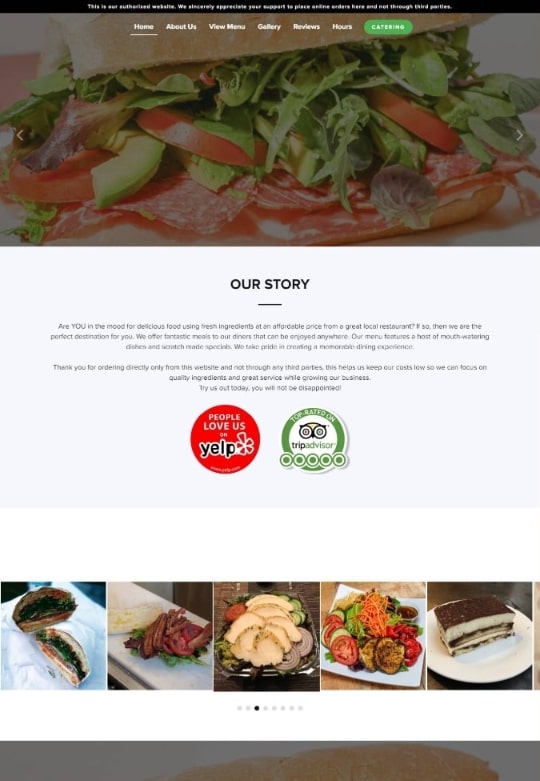 This is our authorized website. We sincerely appreciate your support to place online orders here and not through third parties.
Home About Us View Menu Gallery Reviews Hours CATERING
OUR STORY
Are YOU in the mood for delicious food using fresh ingredients at an affordable price from a great local restaurant? If so, then we are the
perfect destination for you. We offer fantastic meals to our diners that can be enjoyed anywhere. Our menu features a host of mouth-watering
dishes and scratch made specials. We take pride in creating a memorable dining experience.
Thank you for ordering directly only from this website and not through any third parties, this helps us keep our costs low so we can focus on
quality ingredients and great service while growing our business.
Try us out today, you will not be disappointed!
PEOPLE
LOVE US
ON
yelp
www.yelp.com
TOP-RATED ON
tripadvisor